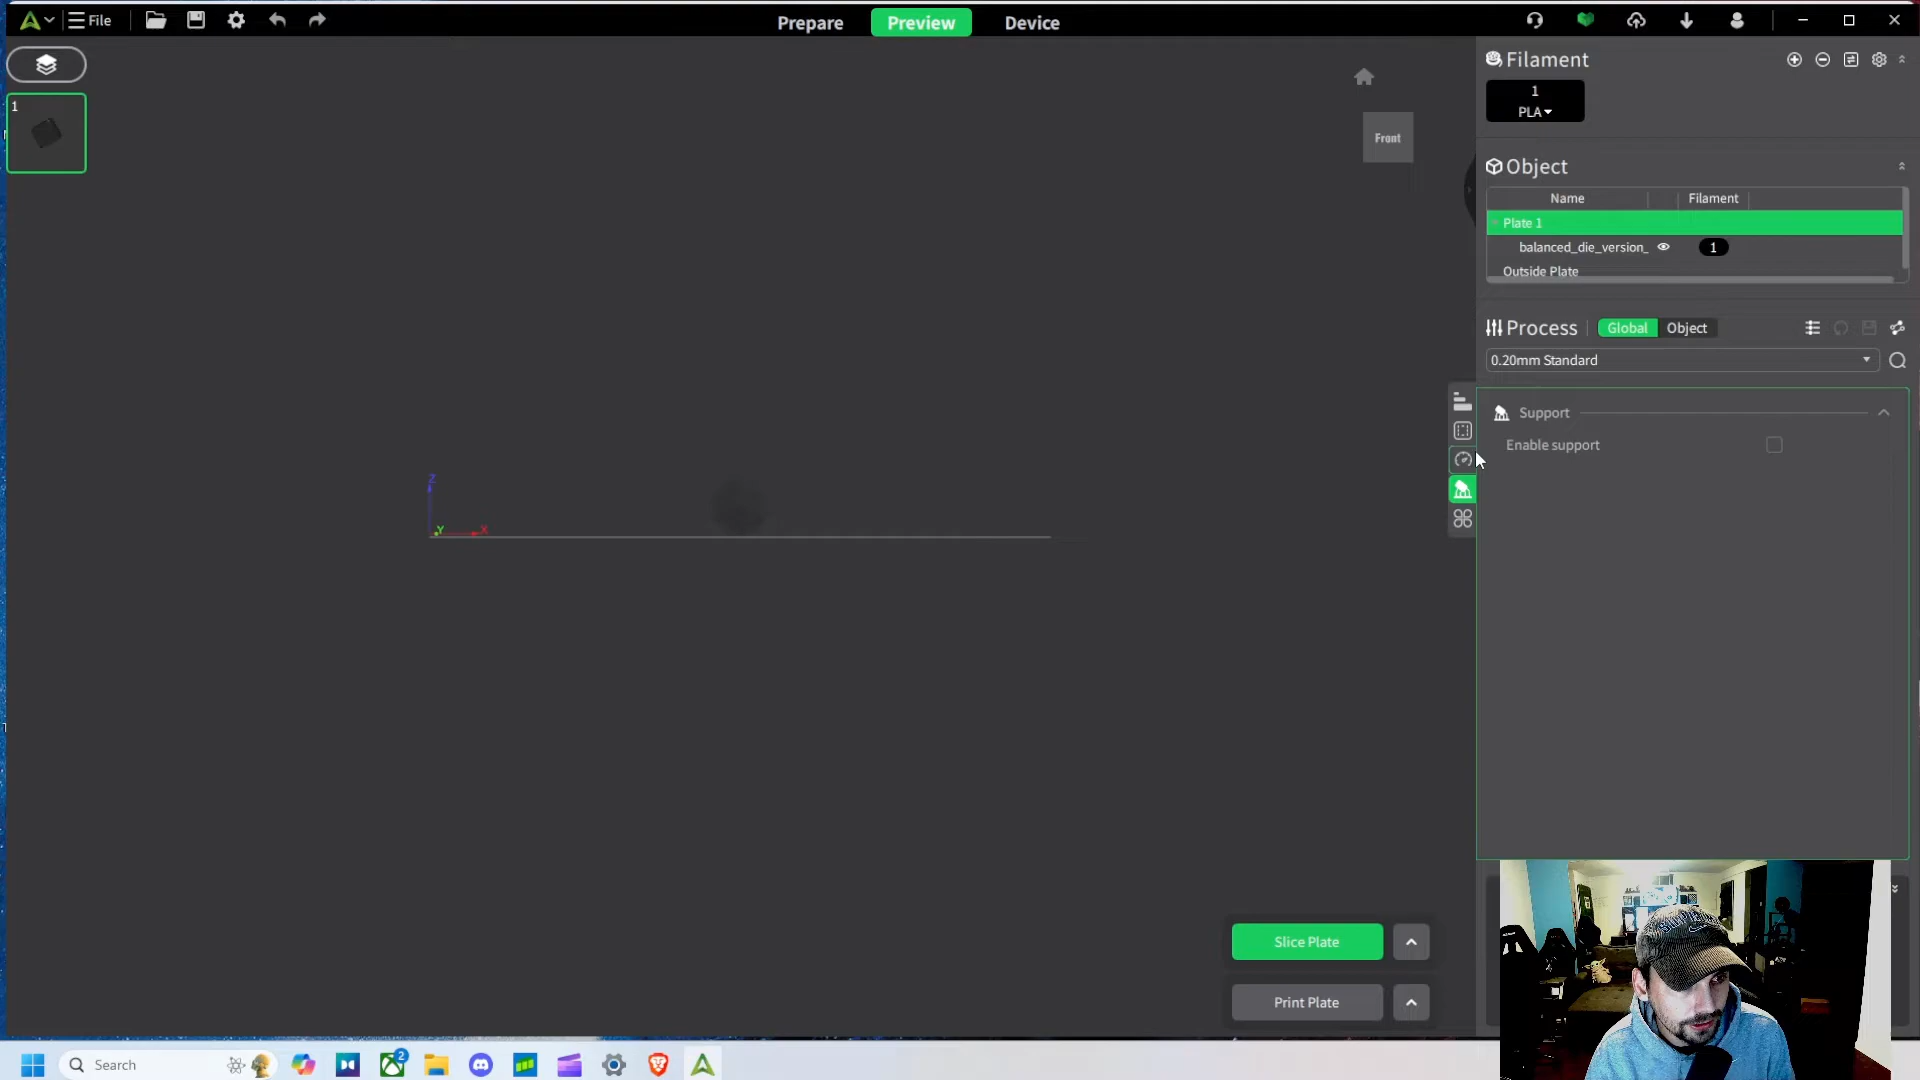 File
Prepare
Preview
Device
1
Front
Filament
1
PLA
Object
Name
Filament
Plate 1
balanced_die_version_
1
Outside Plate
Process
Global
Object
0.20mm Standard
Support
Enable support
Z
Y
X
Slice Plate
Print Plate
Search
2